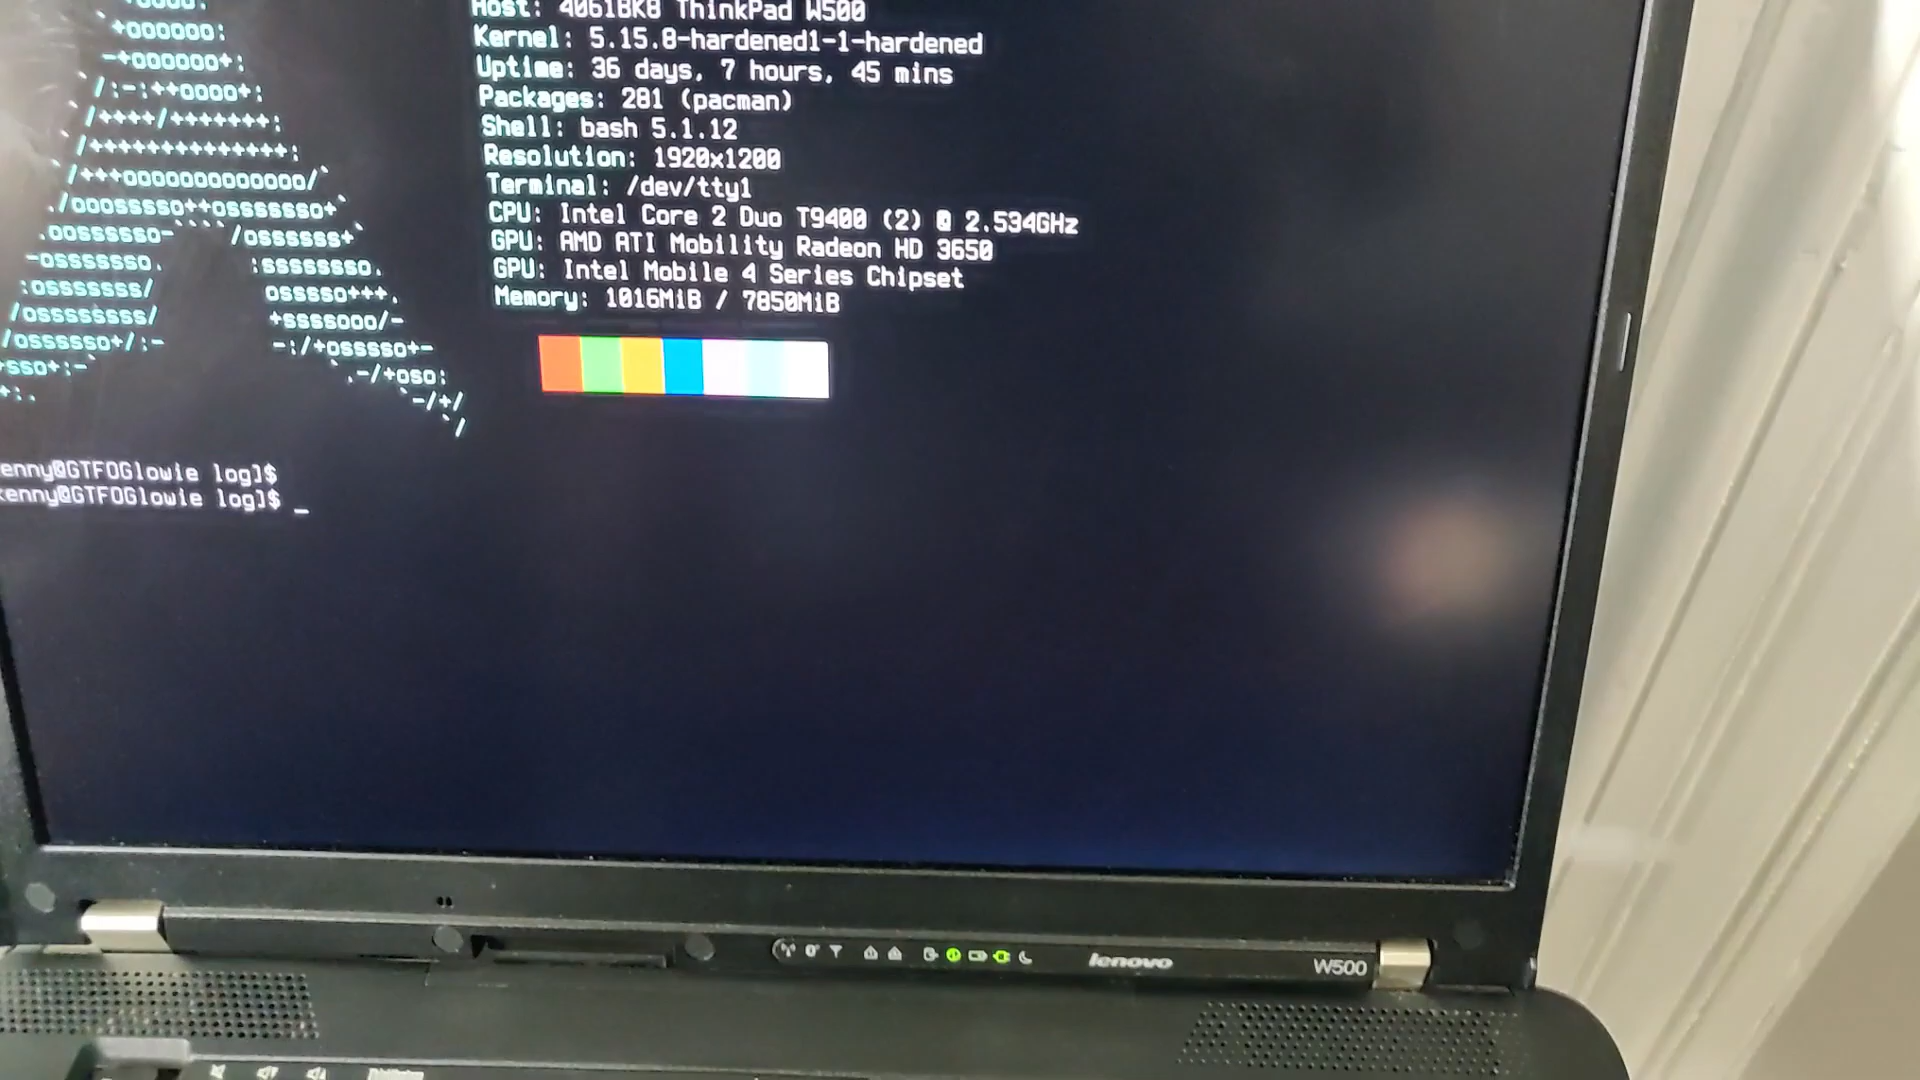 Host: 4061BK8 ThinkPad W500
Kernel: 5.15.8-hardened1-1-hardened
Uptime: 36 days, 7 hours, 45 mins
Packages: 281 (pacman)
Shell: bash 5.1.12
Resolution: 1920x1200
Terminal: /dev/tty1
CPU: Intel Core 2 Duo T9400 (2) @ 2.534GHz
GPU: AMD ATI Mobility Radeon HD 3650
GPU: Intel Mobile 4 Series Chipset
Memory: 1016MiB / 7850MiB
enny@GTFOGlowie log]$
kenny@GTFOGlowie log]$ _
lenovo
W500